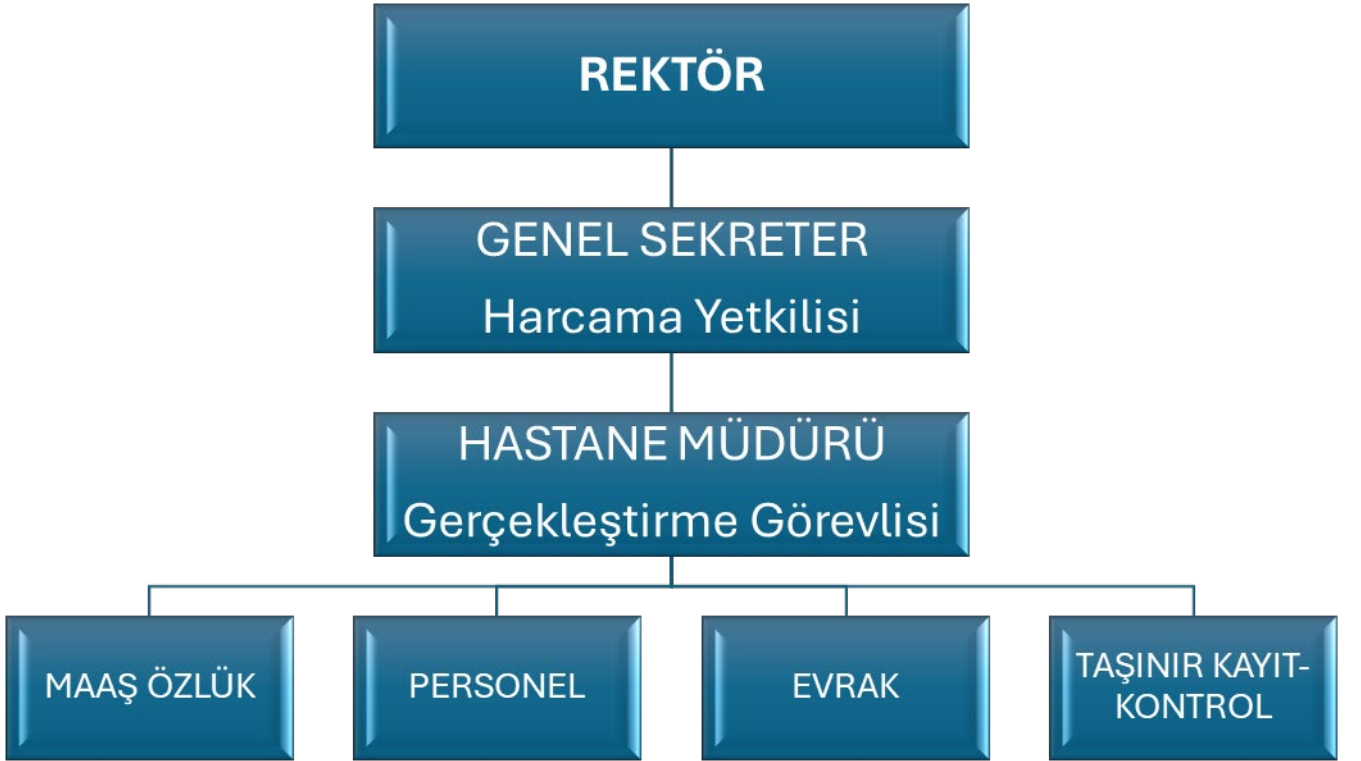 REKTÖR
GENEL SEKRETER
Harcama Yetkilisi
HASTANE MÜDÜRÜ
Gerçekleştirme Görevlisi
MAAŞ ÖZLÜK
PERSONEL
EVRAK
TAŞINIR KAYIT-
KONTROL